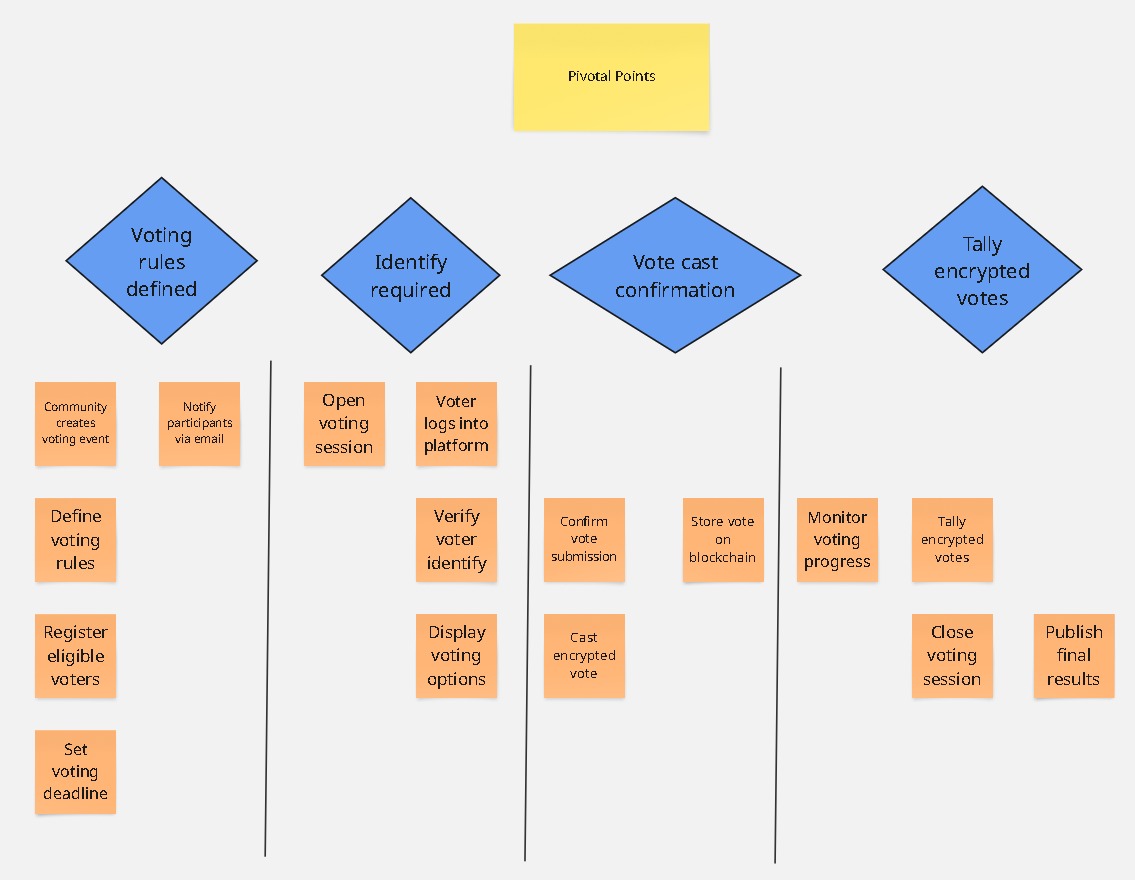 Pivotal Points
Voting
rules
defined
Identify
required
Vote cast
confirmation
Tally
encrypted
votes
Community
creates
voting event
Notify
participants
via email
Define
voting
rules
Register
eligible
voters
Set
voting
deadline
Open
voting
session
Voter
logs into
platform
Verify
voter
identify
Display
voting
options
Confirm
vote
submission
Store vote
on
blockchain
Cast
encrypted
vote
Monitor
voting
progress
Tally
encrypted
votes
Close
voting
session
Publish
final
results